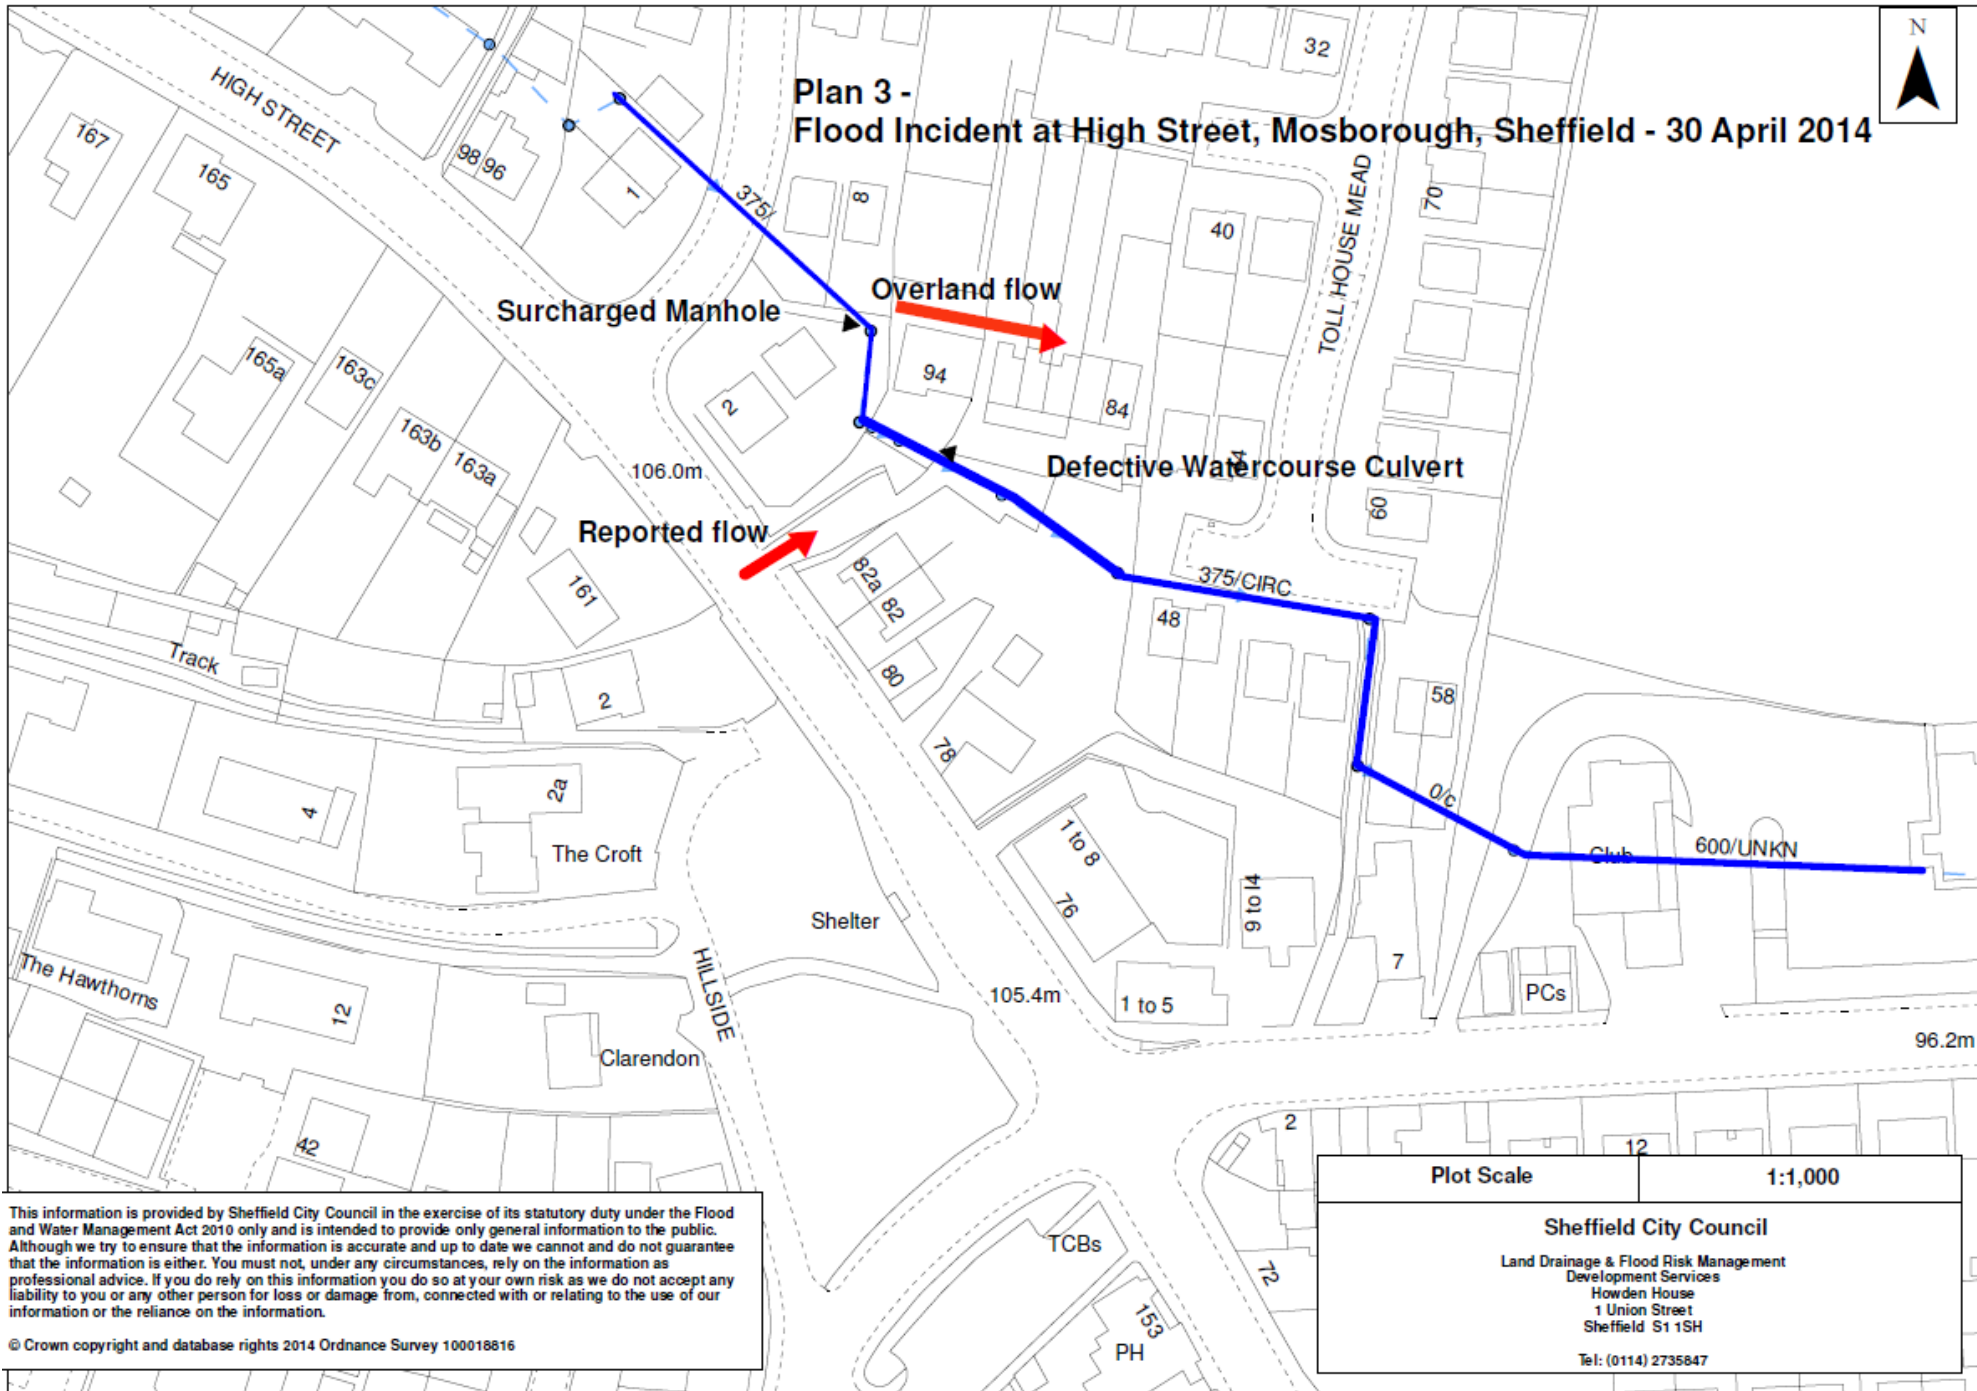 N
Plan 3 -
Flood Incident at High Street, Mosborough, Sheffield - 30 April 2014
HIGH STREET
32
167
165
98 96
1
375/
8
70
40
TOLL HOUSE MEAD
Overland flow
Surcharged Manhole
165a
163c
94
2
84
163b
163a
106.0m
54
Defective Watercourse Culvert
60
Reported flow
161
82a
82
375/CIRC
48
Track
80
2
58
78
4
2a
0/c
The Croft
1 to 8
Club
600/UNKN
76
9 to 14
Shelter
The Hawthorns
HILLSIDE
7
12
105.4m
1 to 5
PCs
Clarendon
96.2m
42
2
12
Plot Scale
1:1,000
Sheffield City Council
Land Drainage & Flood Risk Management
Development Services
Howden House
1 Union Street
Sheffield S1 1SH
Tel: (0114) 2735847
TCBs
72
153
PH
This information is provided by Sheffield City Council in the exercise of its statutory duty under the Flood
and Water Management Act 2010 only and is intended to provide only general information to the public.
Although we try to ensure that the information is accurate and up to date we cannot and do not guarantee
that the information is either. You must not, under any circumstances, rely on the information as
professional advice. If you do rely on this information you do so at your own risk as we do not accept any
liability to you or any other person for loss or damage from, connected with or relating to the use of our
information or the reliance on the information.
© Crown copyright and database rights 2014 Ordnance Survey 100018816